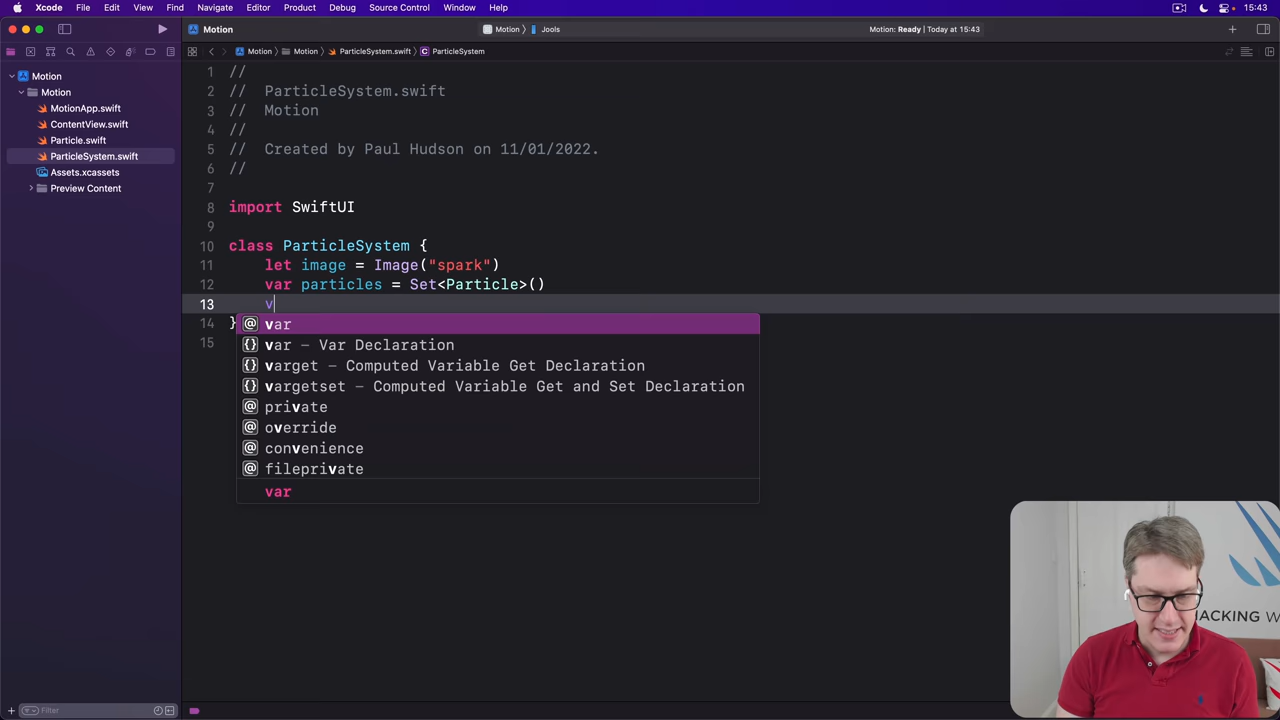 Xcode File Edit View Find Navigate Editor Product Debug Source Control Window Help 15:43
Motion Motion Jools Motion: Ready | Today at 15:43
Motion Motion ParticleSystem.swift ParticleSystem
Motion
Motion
MotionApp.swift
ContentView.swift
Particle.swift
ParticleSystem.swift
Assets.xcassets
Preview Content
1 //
2 // ParticleSystem.swift
3 // Motion
4 //
5 // Created by Paul Hudson on 11/01/2022.
6 //
7
8 import SwiftUI
9
10 class ParticleSystem {
11 let image = Image("spark")
12 var particles = Set<Particle>()
13 v
14 }
15
var
var – Var Declaration
varget – Computed Variable Get Declaration
vargetset – Computed Variable Get and Set Declaration
private
override
convenience
fileprivate
var
Filter
HACKING W